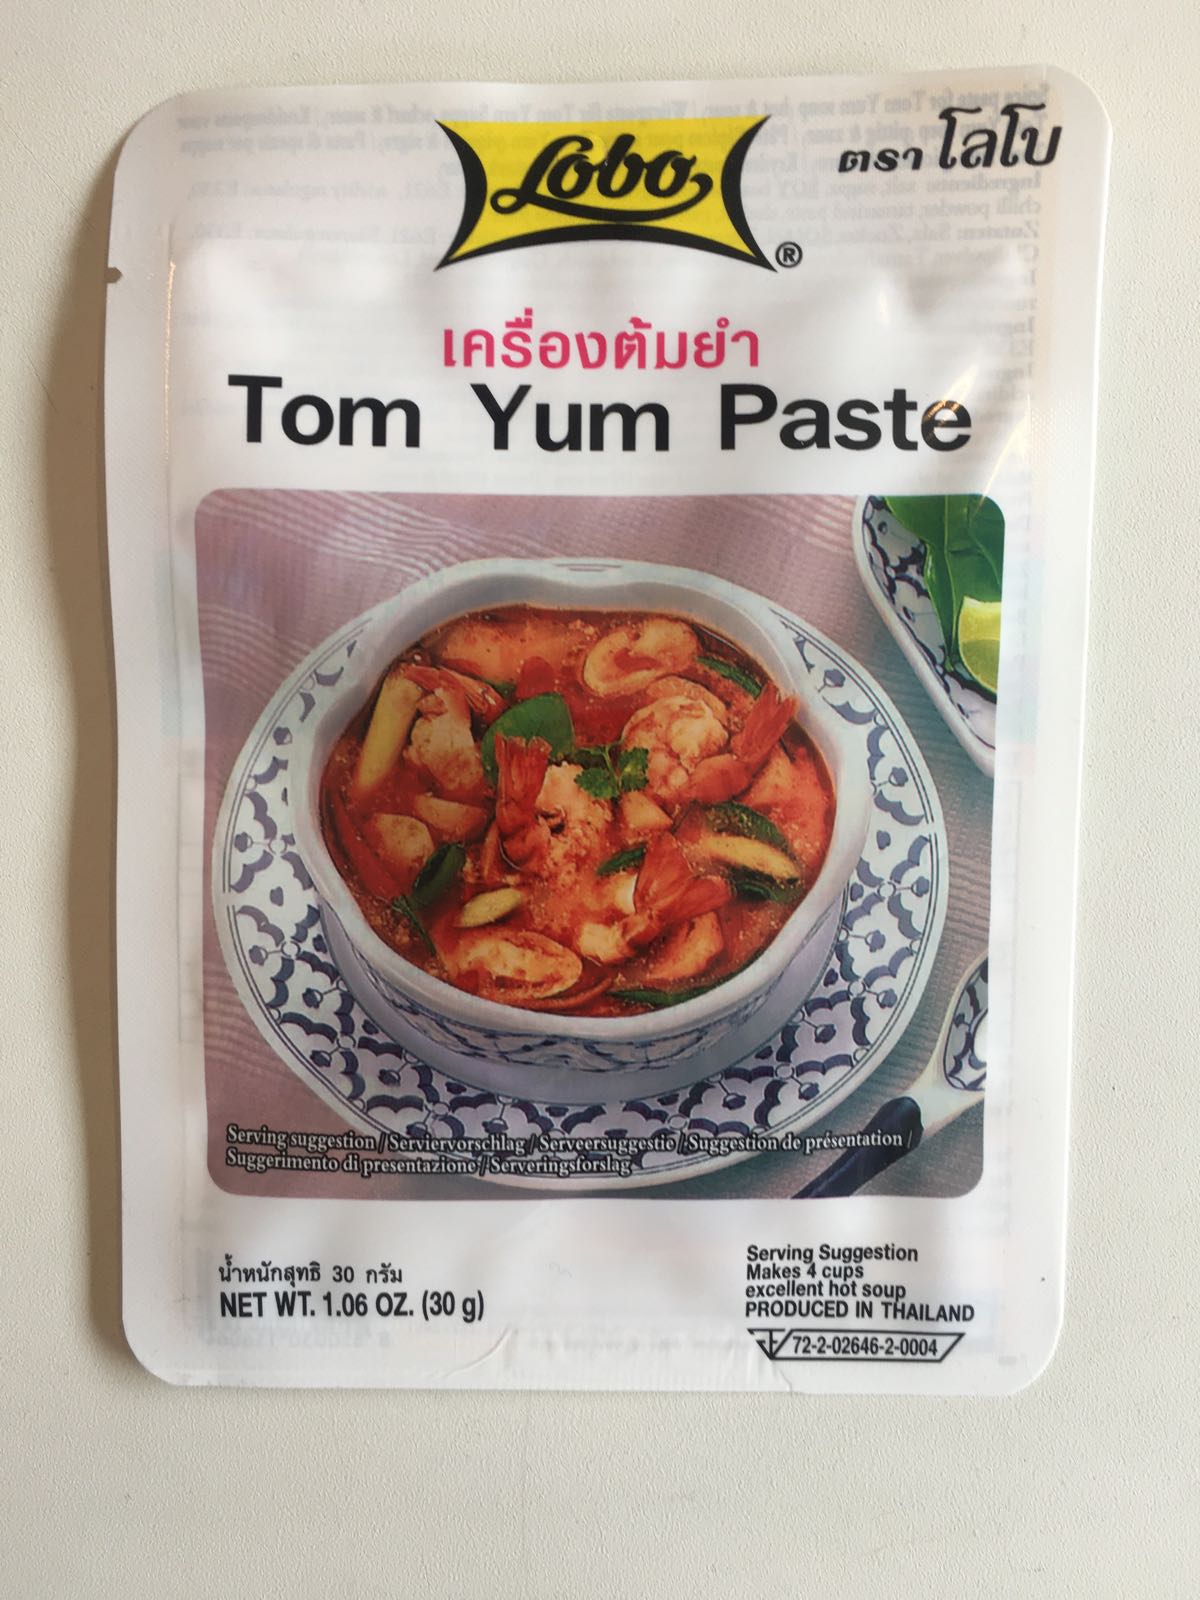 Lobo
®
ตรา โลโบ
เครื่องต้มยำ
Tom Yum Paste
Serving suggestion / Serviervorschlag / Serveersuggestie / Suggestion de présentation /
Suggerimento di presentazione / Serveringsforslag
น้ำหนักสุทธิ 30 กรัม
NET WT. 1.06 OZ. (30 g)
Serving Suggestion
Makes 4 cups
excellent hot soup
PRODUCED IN THAILAND
72-2-02646-2-0004